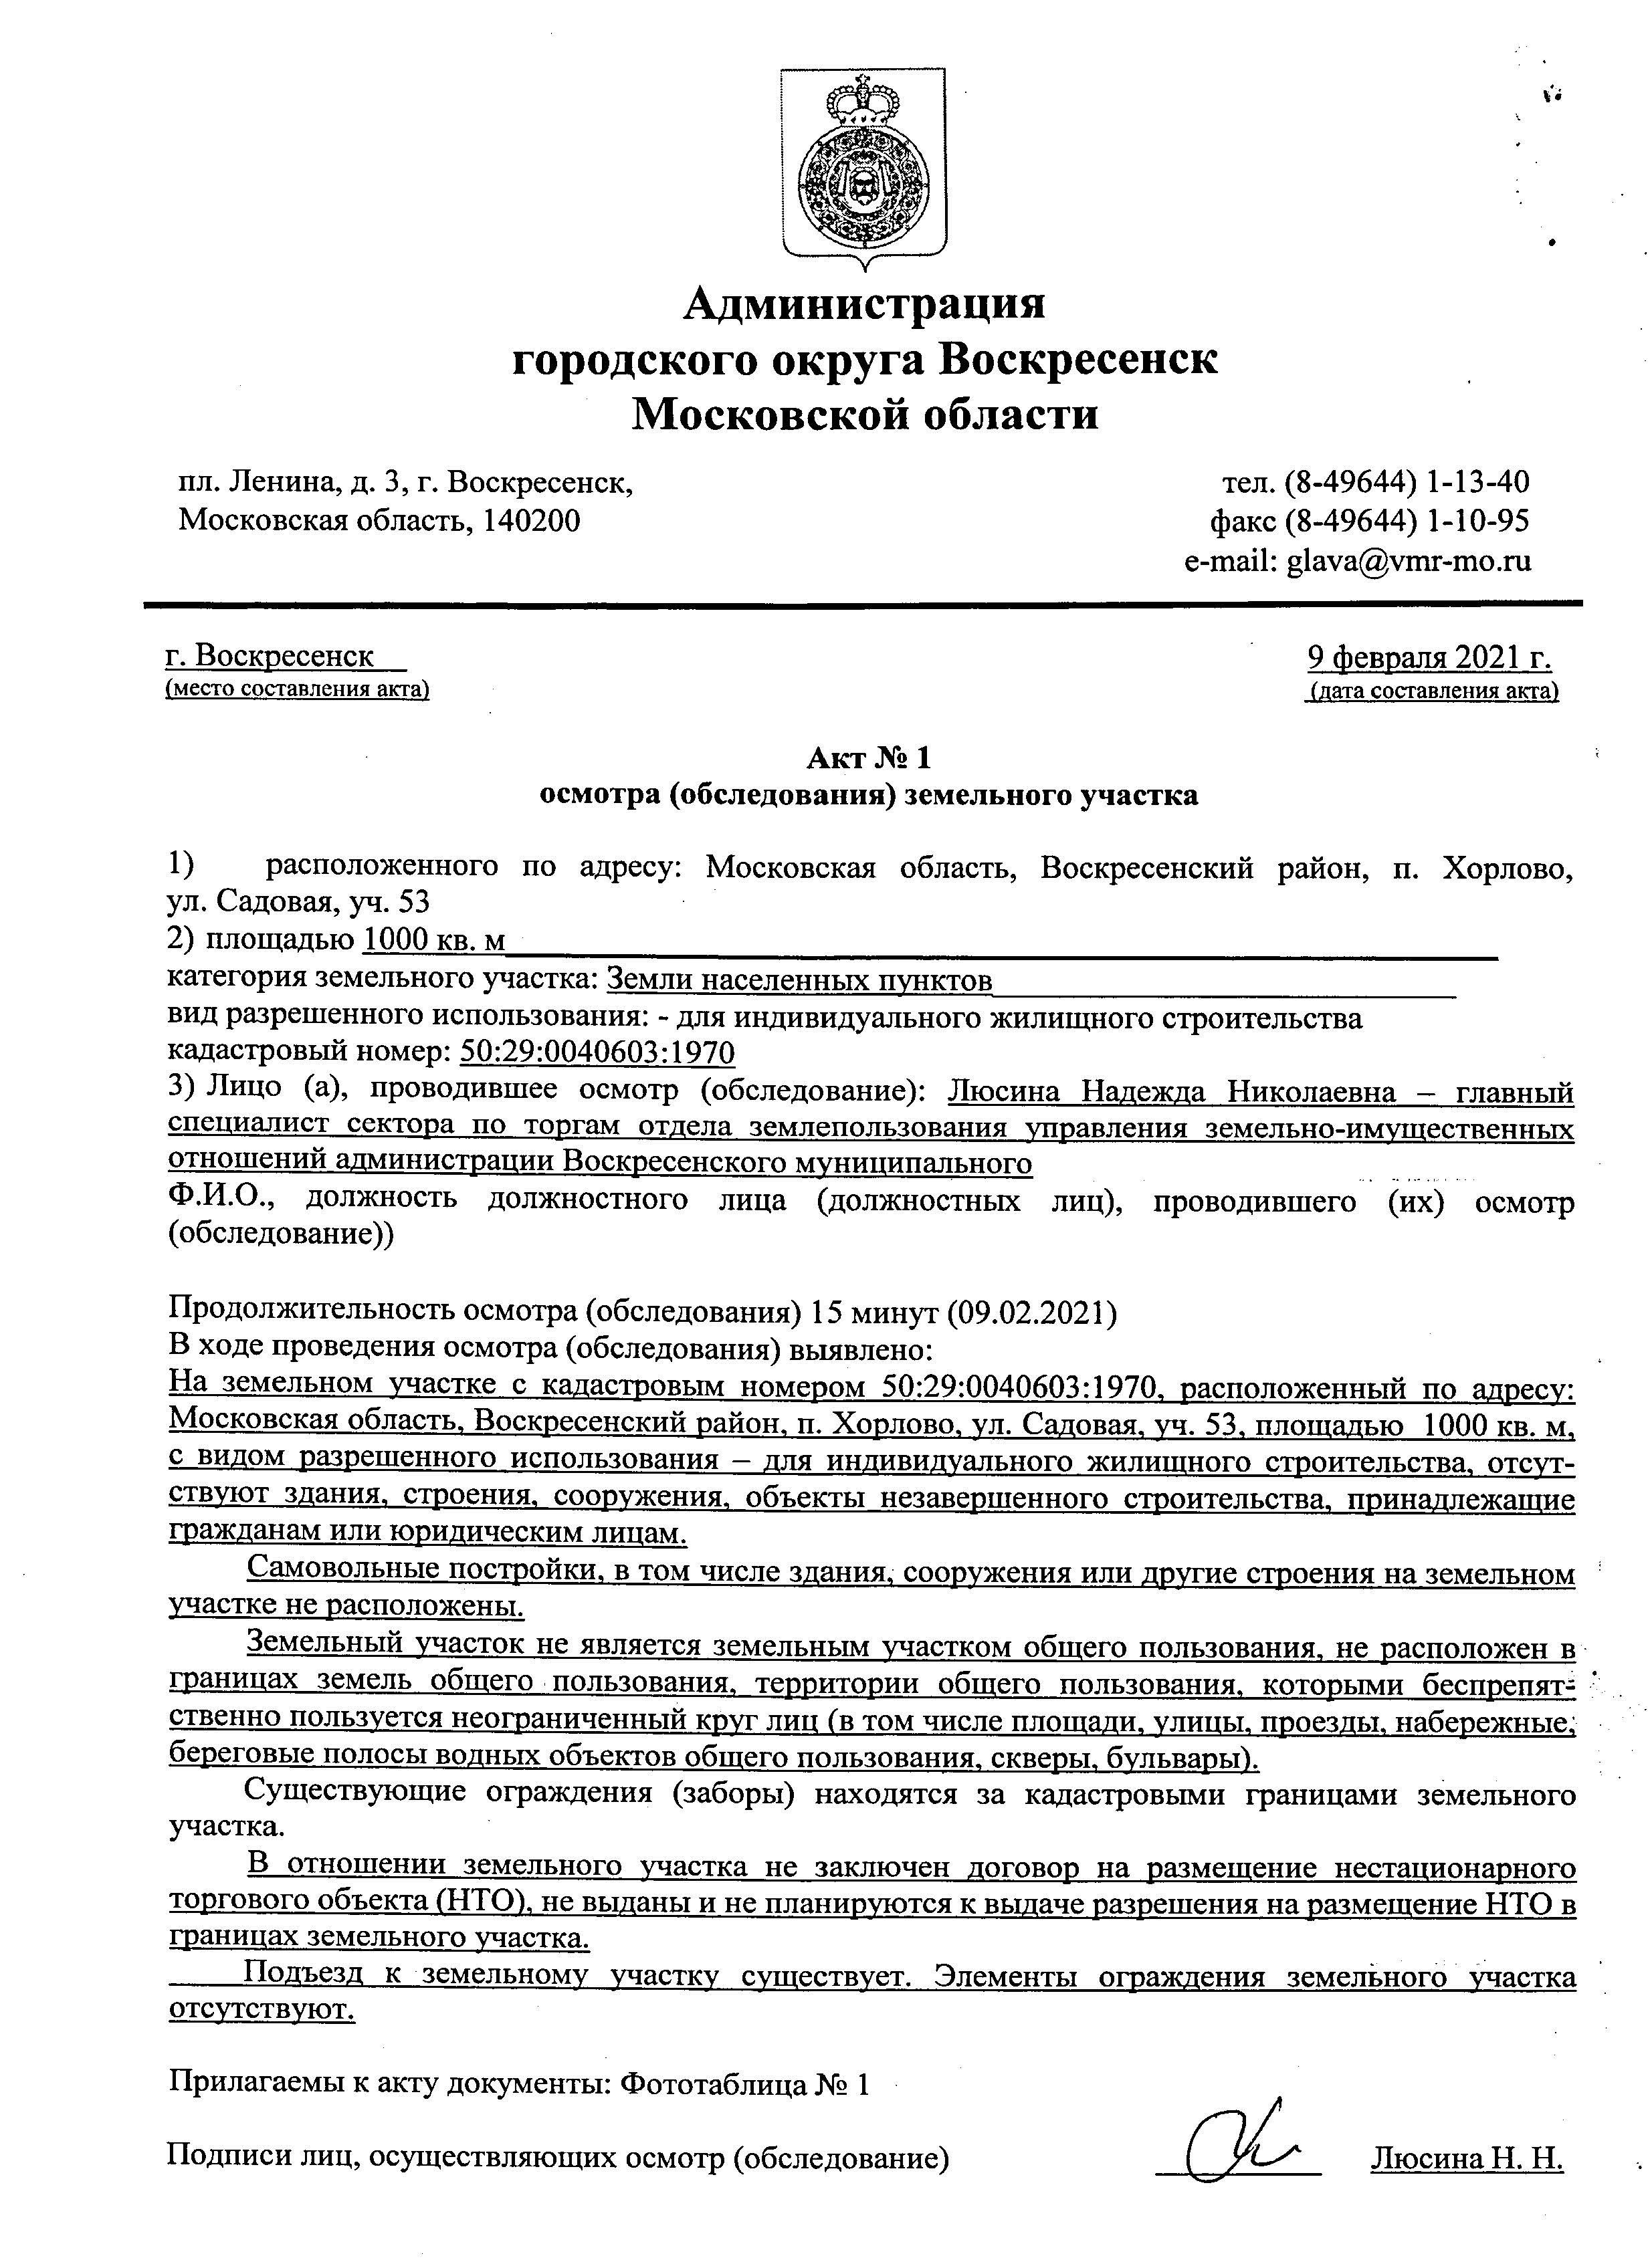 Администрация
городского округа Воскресенск
Московской области
пл. Ленина, д. 3, г. Воскресенск,
Московская область, 140200
тел. (8-49644) 1-13-40
факс (8-49644) 1-10-95
e-mail: glava@vmr-mo.ru
г. Воскресенск
(место составления акта)
9 февраля 2021 г.
(дата составления акта)
Акт № 1
осмотра (обследования) земельного участка
1) расположенного по адресу: Московская область, Воскресенский район, п. Хорлово,
ул. Садовая, уч. 53
2) площадью 1000 кв. м
категория земельного участка: Земли населенных пунктов
вид разрешенного использования: - для индивидуального жилищного строительства
кадастровый номер: 50:29:0040603:1970
3) Лицо (а), проводившее осмотр (обследование): Люсина Надежда Николаевна – главный
специалист сектора по торгам отдела землепользования управления земельно-имущественных
отношений администрации Воскресенского муниципального
Ф.И.О., должность должностного лица (должностных лиц), проводившего (их) осмотр
(обследование))
Продолжительность осмотра (обследования) 15 минут (09.02.2021)
В ходе проведения осмотра (обследования) выявлено:
На земельном участке с кадастровым номером 50:29:0040603:1970, расположенный по адресу:
Московская область, Воскресенский район, п. Хорлово, ул. Садовая, уч. 53, площадью 1000 кв. м,
с видом разрешенного использования – для индивидуального жилищного строительства, отсут-
ствуют здания, строения, сооружения, объекты незавершенного строительства, принадлежащие
гражданам или юридическим лицам.
Самовольные постройки, в том числе здания, сооружения или другие строения на земельном
участке не расположены.
Земельный участок не является земельным участком общего пользования, не расположен в
границах земель общего пользования, территории общего пользования, которыми беспрепят-
ственно пользуется неограниченный круг лиц (в том числе площади, улицы, проезды, набережные,
береговые полосы водных объектов общего пользования, скверы, бульвары).
Существующие ограждения (заборы) находятся за кадастровыми границами земельного
участка.
В отношении земельного участка не заключен договор на размещение нестационарного
торгового объекта (НТО), не выданы и не планируются к выдаче разрешения на размещение НТО в
границах земельного участка.
Подъезд к земельному участку существует. Элементы ограждения земельного участка
отсутствуют.
Прилагаемы к акту документы: Фототаблица № 1
Подписи лиц, осуществляющих осмотр (обследование) Люсина Н. Н.